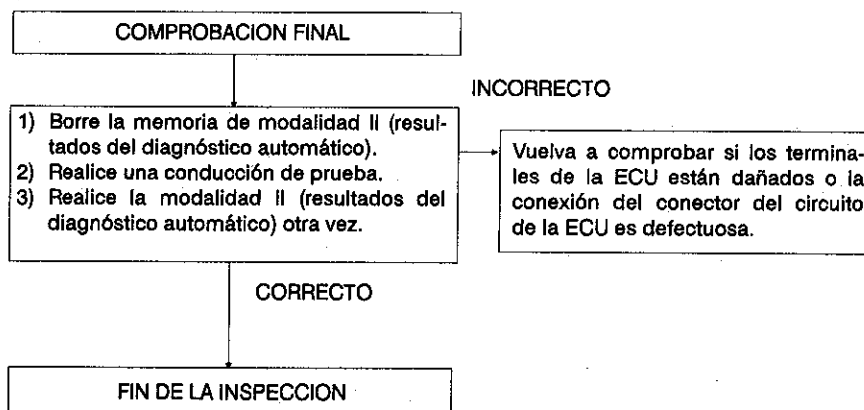 COMPROBACION FINAL
INCORRECTO
1) Borre la memoria de modalidad II (resul-
tados del diagnóstico automático).
2) Realice una conducción de prueba.
3) Realice la modalidad II (resultados del
diagnóstico automático) otra vez.
Vuelva a comprobar si los termina-
les de la ECU están dañados o la
conexión del conector del circuito
de la ECU es defectuosa.
CORRECTO
FIN DE LA INSPECCION